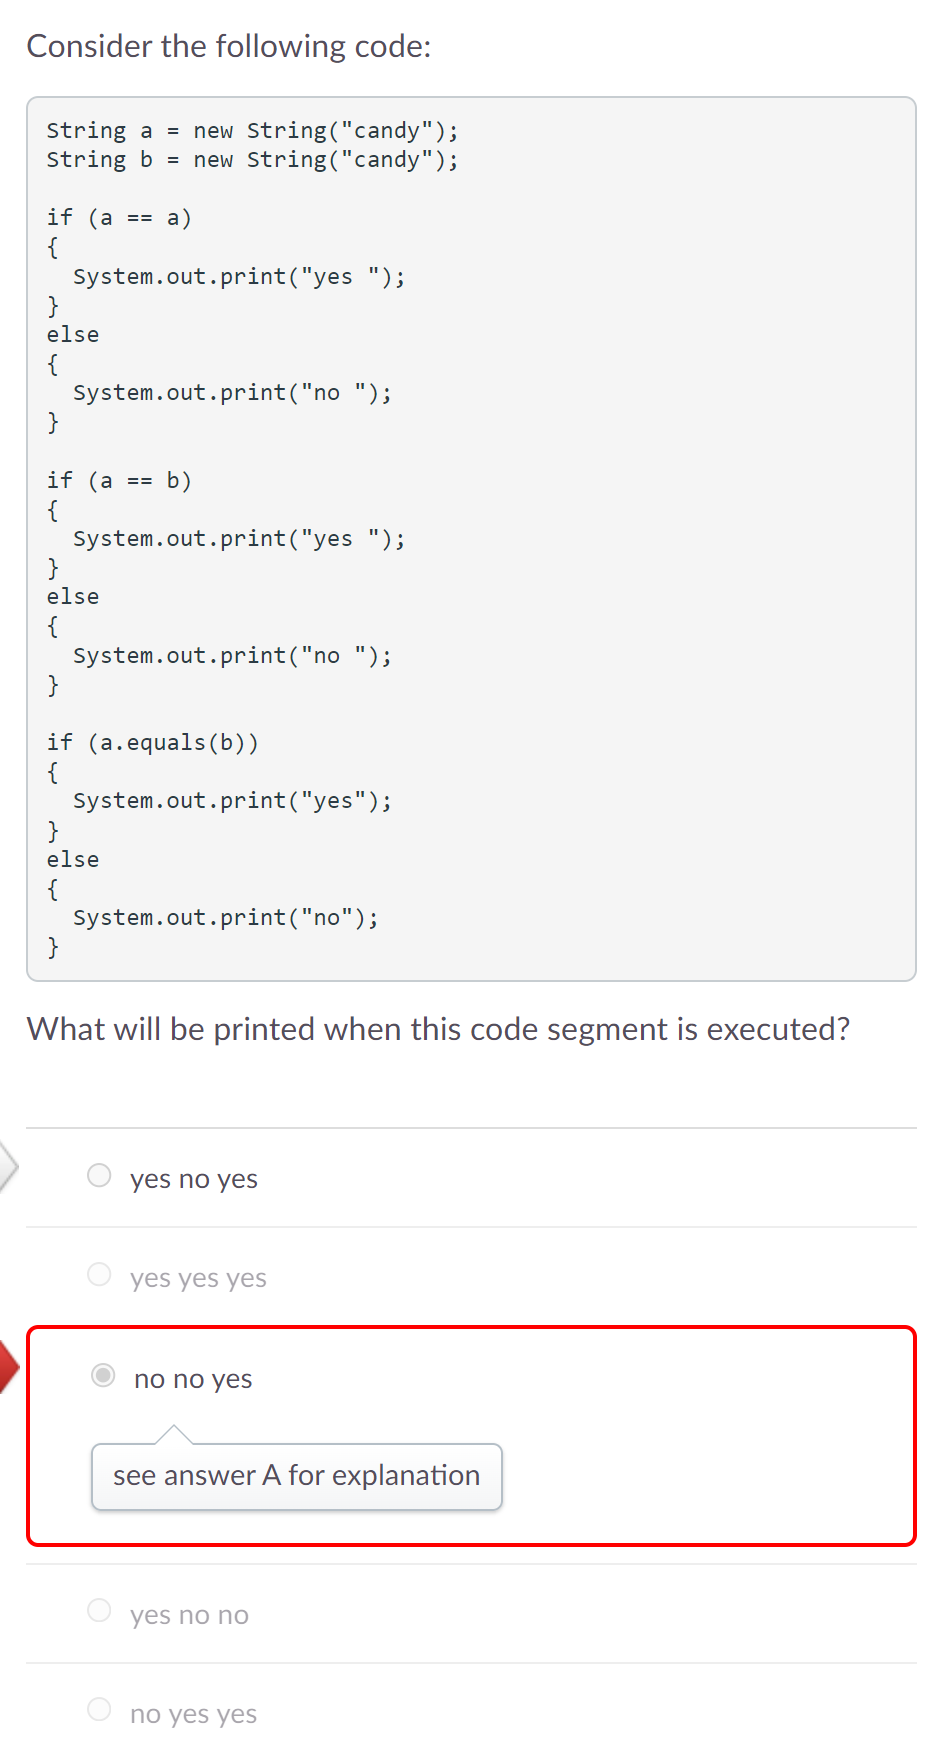 Consider the following code:
String a = new String("candy");
String b = new String("candy");
if (a == a)
{
  System.out.print("yes ");
}
else
{
  System.out.print("no ");
}
if (a == b)
{
  System.out.print("yes ");
}
else
{
  System.out.print("no ");
}
if (a.equals(b))
{
  System.out.print("yes");
}
else
{
  System.out.print("no");
}
What will be printed when this code segment is executed?
yes no yes
yes yes yes
no no yes
see answer A for explanation
yes no no
no yes yes